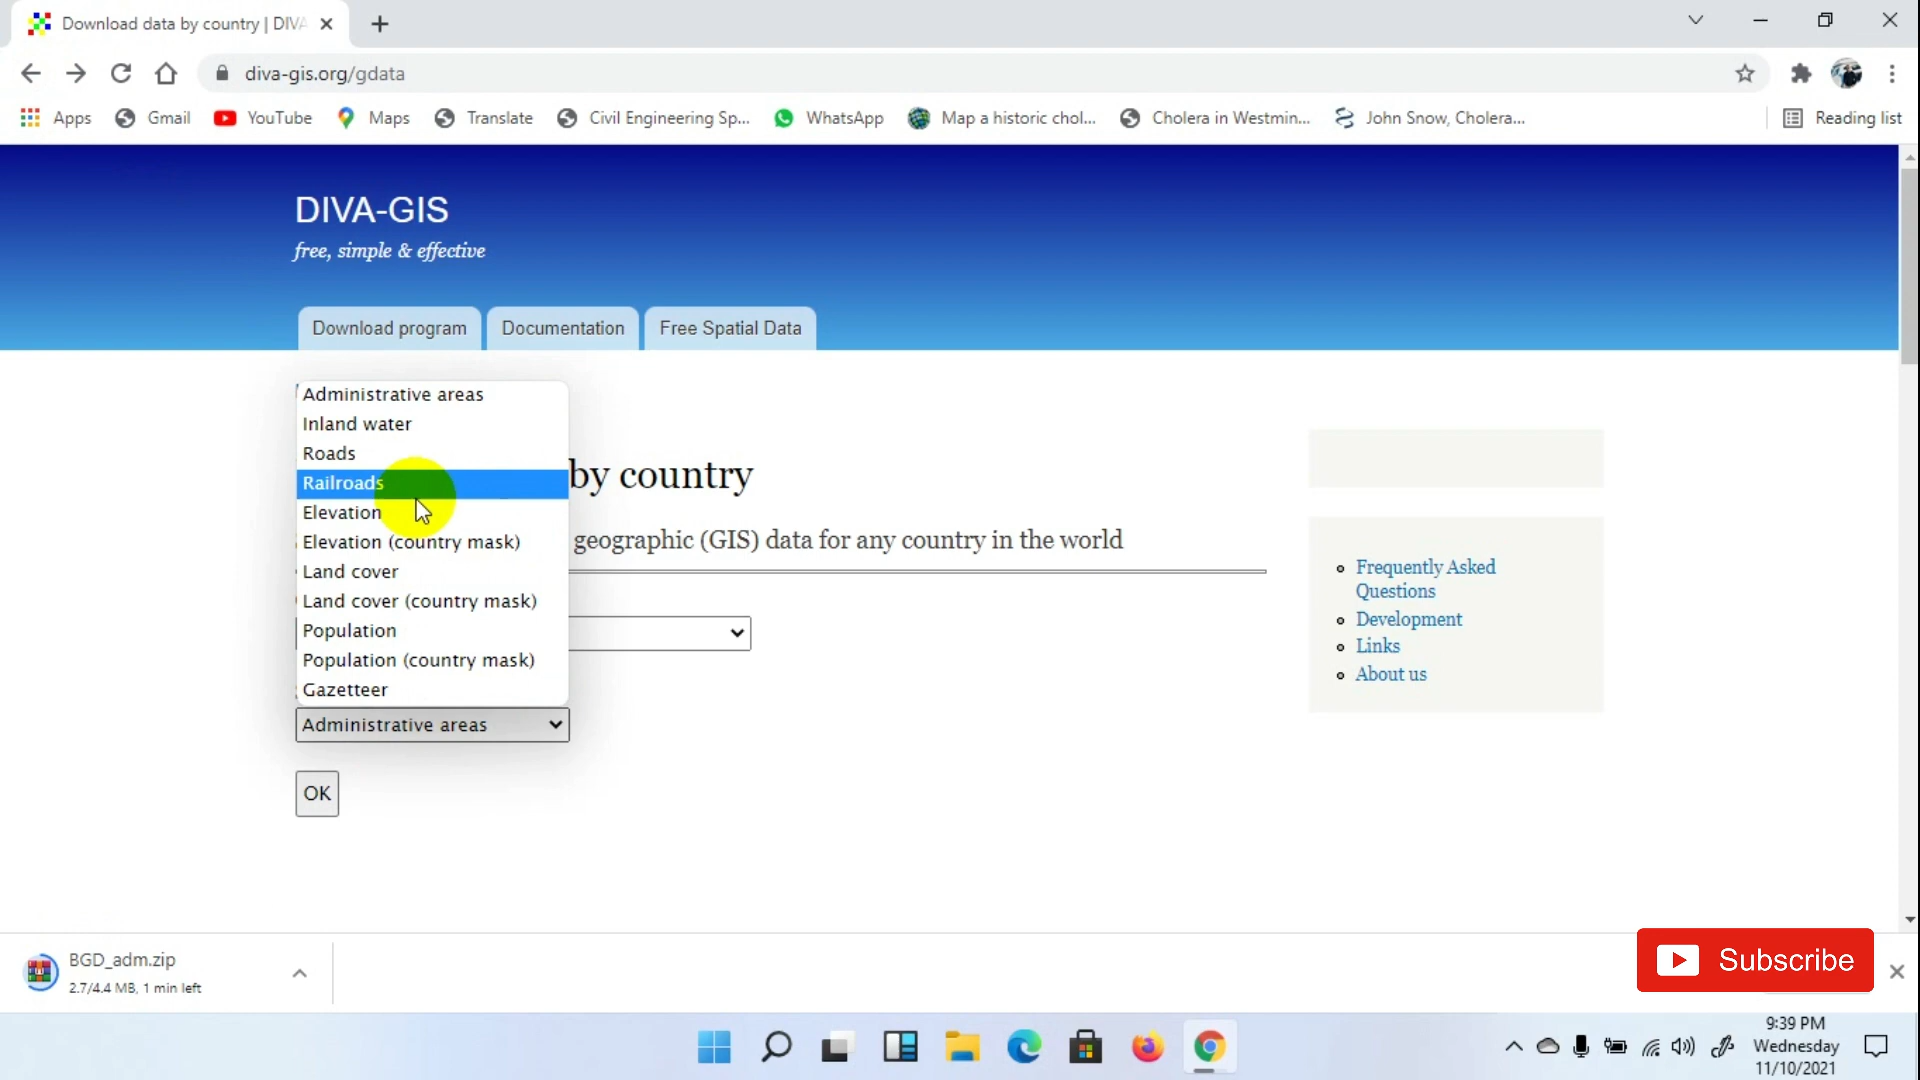 Download data by country | DIVA
diva-gis.org/gdata
Apps
Gmail
YouTube
Maps
Translate
Civil Engineering Sp...
WhatsApp
Map a historic chol...
Cholera in Westmin...
John Snow, Cholera...
Reading list
DIVA-GIS
free, simple & effective
Download program
Documentation
Free Spatial Data
Administrative areas
Inland water
Roads
Railroads
Elevation
Elevation (country mask)
Land cover
Land cover (country mask)
Population
Population (country mask)
Gazetteer
by country
geographic (GIS) data for any country in the world
Administrative areas
OK
Frequently Asked
Questions
Development
Links
About us
BGD_adm.zip
2.7/4.4 MB, 1 min left
Subscribe
9:39 PM
Wednesday
11/10/2021